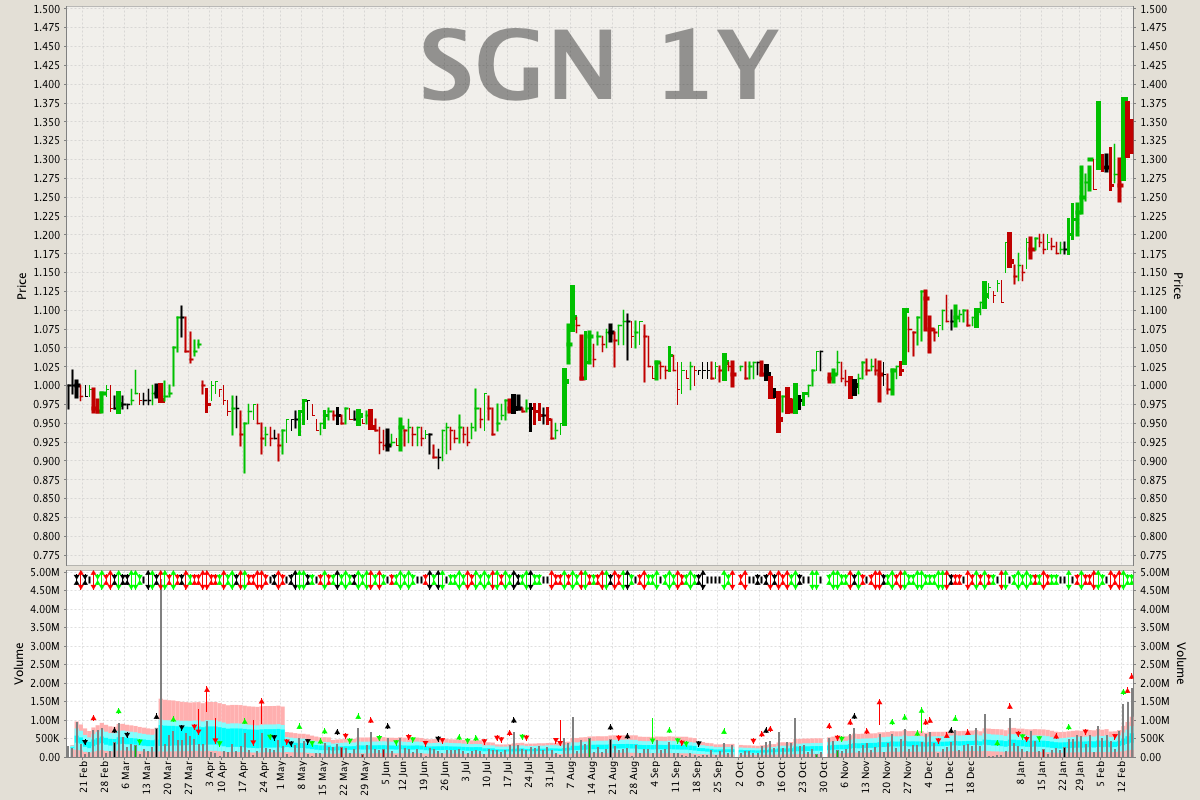 SGN 1Y
1.500 1.500
1.475 1.475
1.450 1.450
1.425 1.425
1.400 1.400
1.375 1.375
1.350 1.350
1.325 1.325
1.300 1.300
1.275 1.275
1.250 1.250
1.225 1.225
1.200 1.200
1.175 1.175
1.150 1.150
1.125 1.125
1.100 1.100
1.075 1.075
1.050 1.050
1.025 1.025
1.000 1.000
0.975 0.975
0.950 0.950
0.925 0.925
0.900 0.900
0.875 0.875
0.850 0.850
0.825 0.825
0.800 0.800
0.775 0.775
Price Price
5.00M 5.00M
4.50M 4.50M
4.00M 4.00M
3.50M 3.50M
3.00M 3.00M
2.50M 2.50M
2.00M 2.00M
1.50M 1.50M
1.00M 1.00M
500K 500K
0.00 0.00
Volume Volume
21 Feb
28 Feb
6 Mar
13 Mar
20 Mar
27 Mar
3 Apr
10 Apr
17 Apr
24 Apr
1 May
8 May
15 May
22 May
29 May
5 Jun
12 Jun
19 Jun
26 Jun
3 Jul
10 Jul
17 Jul
24 Jul
31 Jul
7 Aug
14 Aug
21 Aug
28 Aug
4 Sep
11 Sep
18 Sep
25 Sep
2 Oct
9 Oct
16 Oct
23 Oct
30 Oct
6 Nov
13 Nov
20 Nov
27 Nov
4 Dec
11 Dec
18 Dec
8 Jan
15 Jan
22 Jan
29 Jan
5 Feb
12 Feb